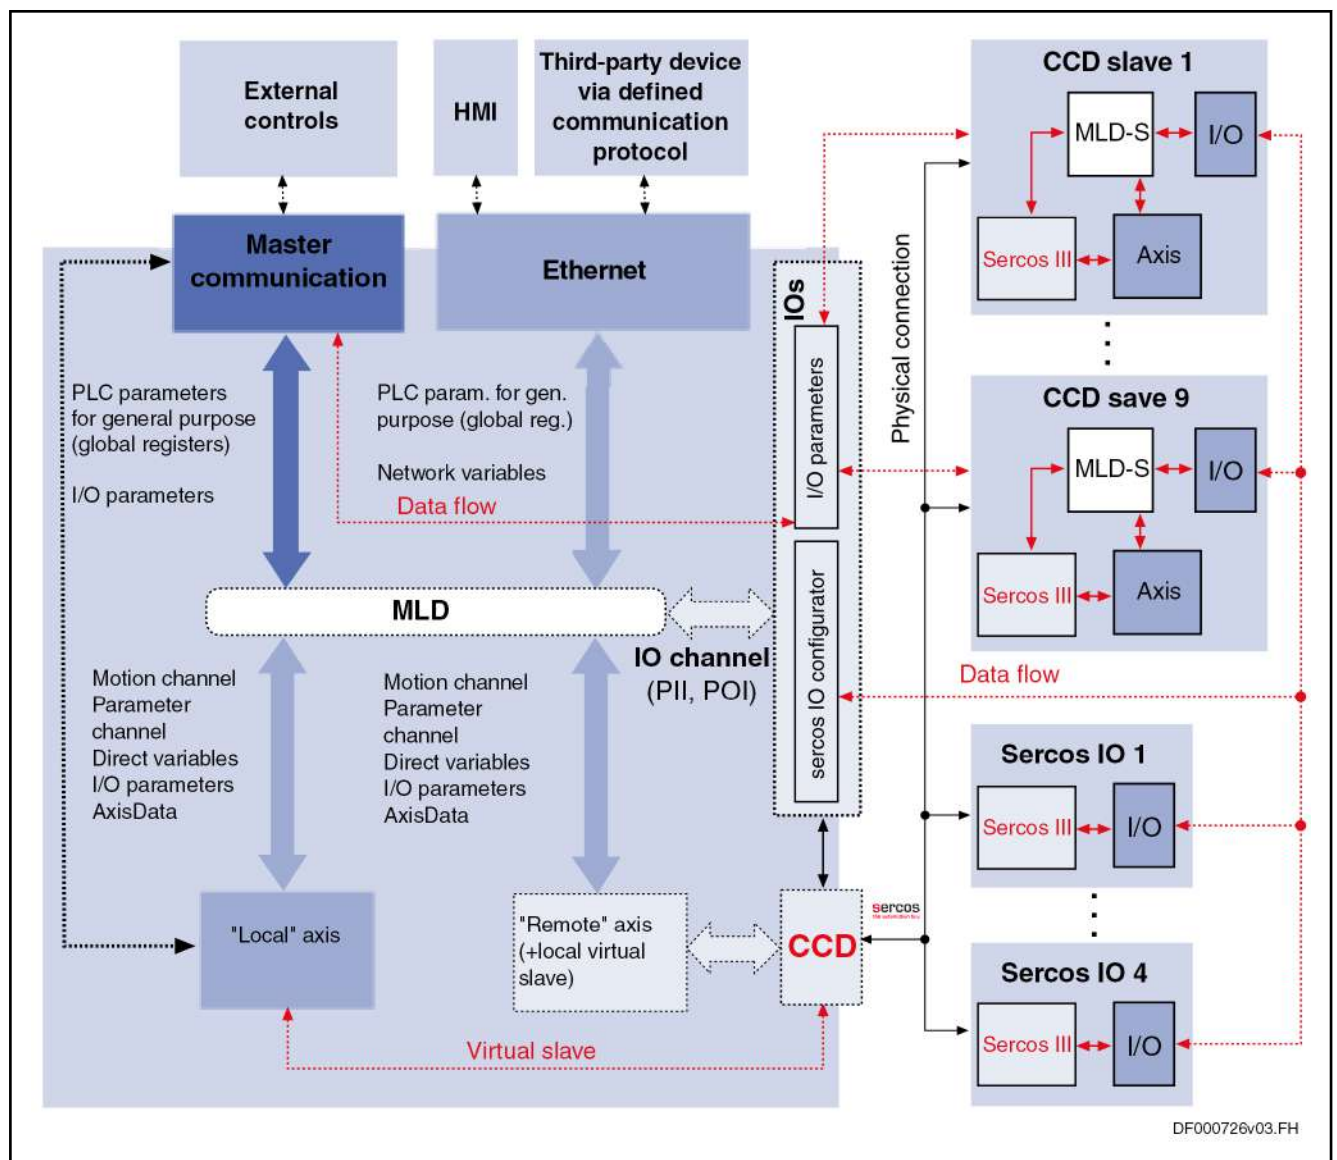 External
controls
HMI
Third-party device
via defined
communication
protocol
Master
communication
Ethernet
PLC parameters
for general purpose
(global registers)
I/O parameters
PLC param. for gen.
purpose (global reg.)
Network variables
Data flow
MLD
IO channel
(PII, POI)
Motion channel
Parameter
channel
Direct variables
I/O parameters
AxisData
Motion channel
Parameter
channel
Direct variables
I/O parameters
AxisData
"Local" axis
"Remote" axis
(+local virtual
slave)
CCD
Virtual slave
IOs
I/O parameters
sercos IO configurator
sercos
Physical connection
CCD slave 1
MLD-S
I/O
Sercos III
Axis
CCD save 9
MLD-S
I/O
Sercos III
Axis
Data flow
Sercos IO 1
Sercos III
I/O
Sercos IO 4
Sercos III
I/O
DF000726v03.FH